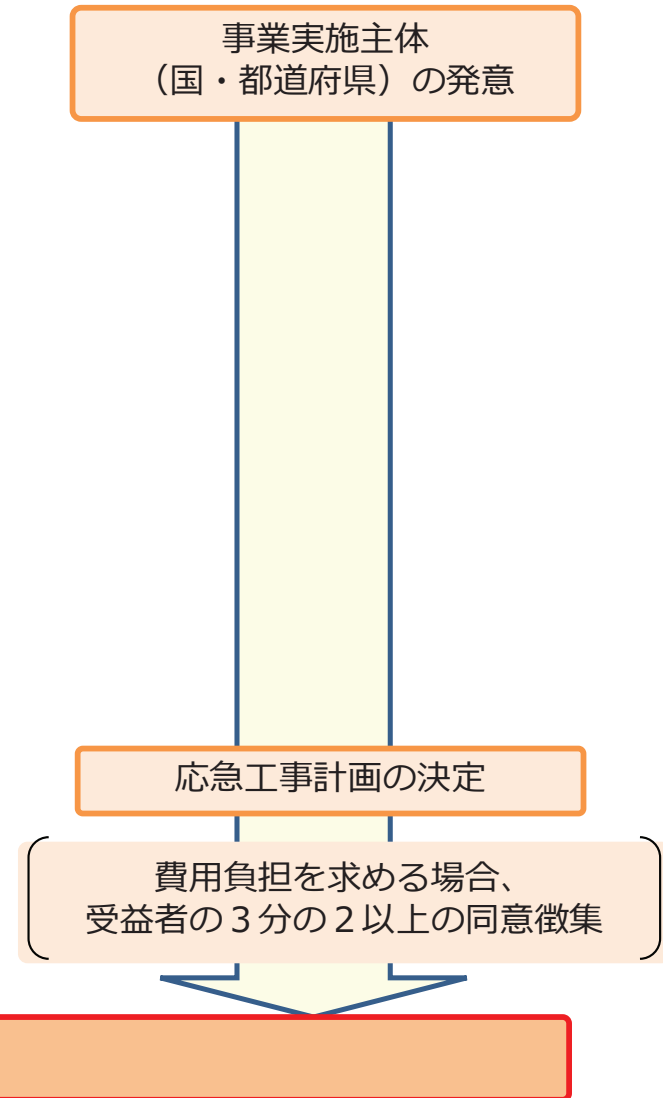 事業実施主体
（国・都道府県）の発意
応急工事計画の決定
費用負担を求める場合、
受益者の３分の２以上の同意徴集